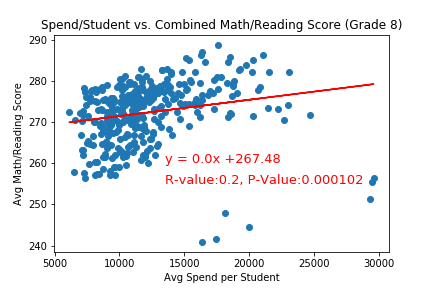 Spend/Student vs. Combined Math/Reading Score (Grade 8)
290
280
270
260
250
240
Avg Math/Reading Score
y = 0.0x +267.48
R-value:0.2, P-Value:0.000102
5000 10000 15000 20000 25000 30000
Avg Spend per Student